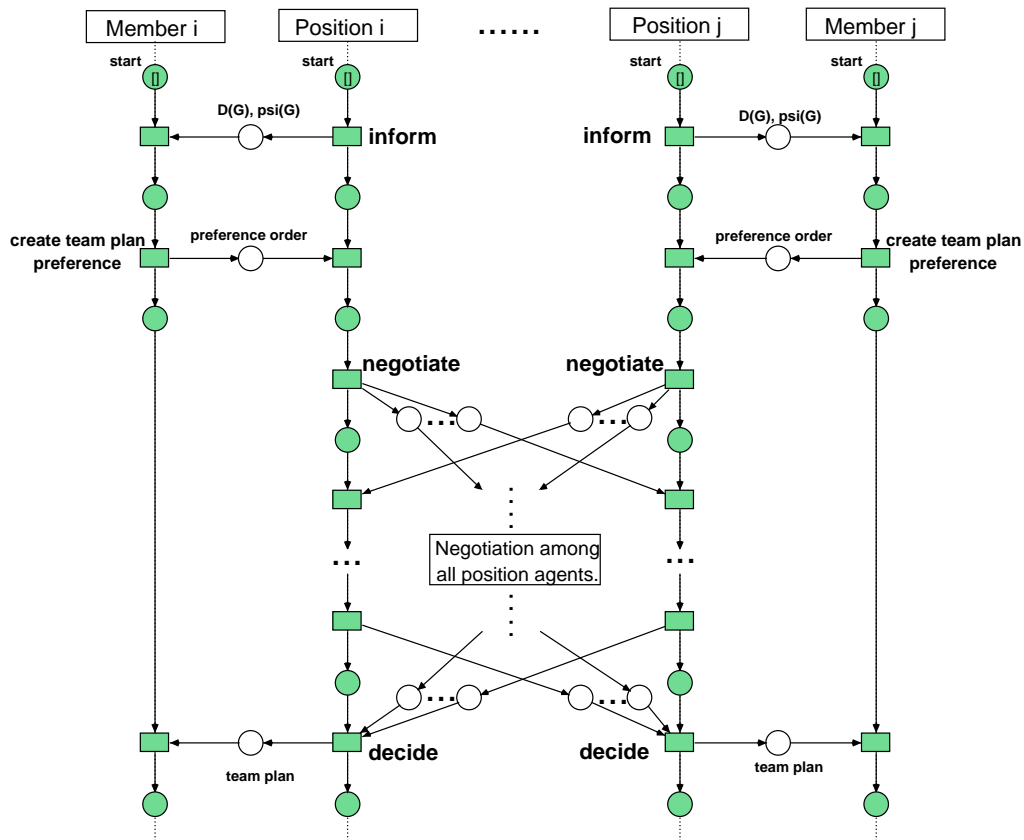 Member i
Position i
......
Position j
Member j
start
start
start
start
[]
[]
[]
[]
D(G), psi(G)
D(G), psi(G)
inform
inform
create team plan
preference
preference order
preference order
create team plan
preference
negotiate
negotiate
...
...
...
...
Negotiation among
all position agents.
...
...
decide
decide
team plan
team plan